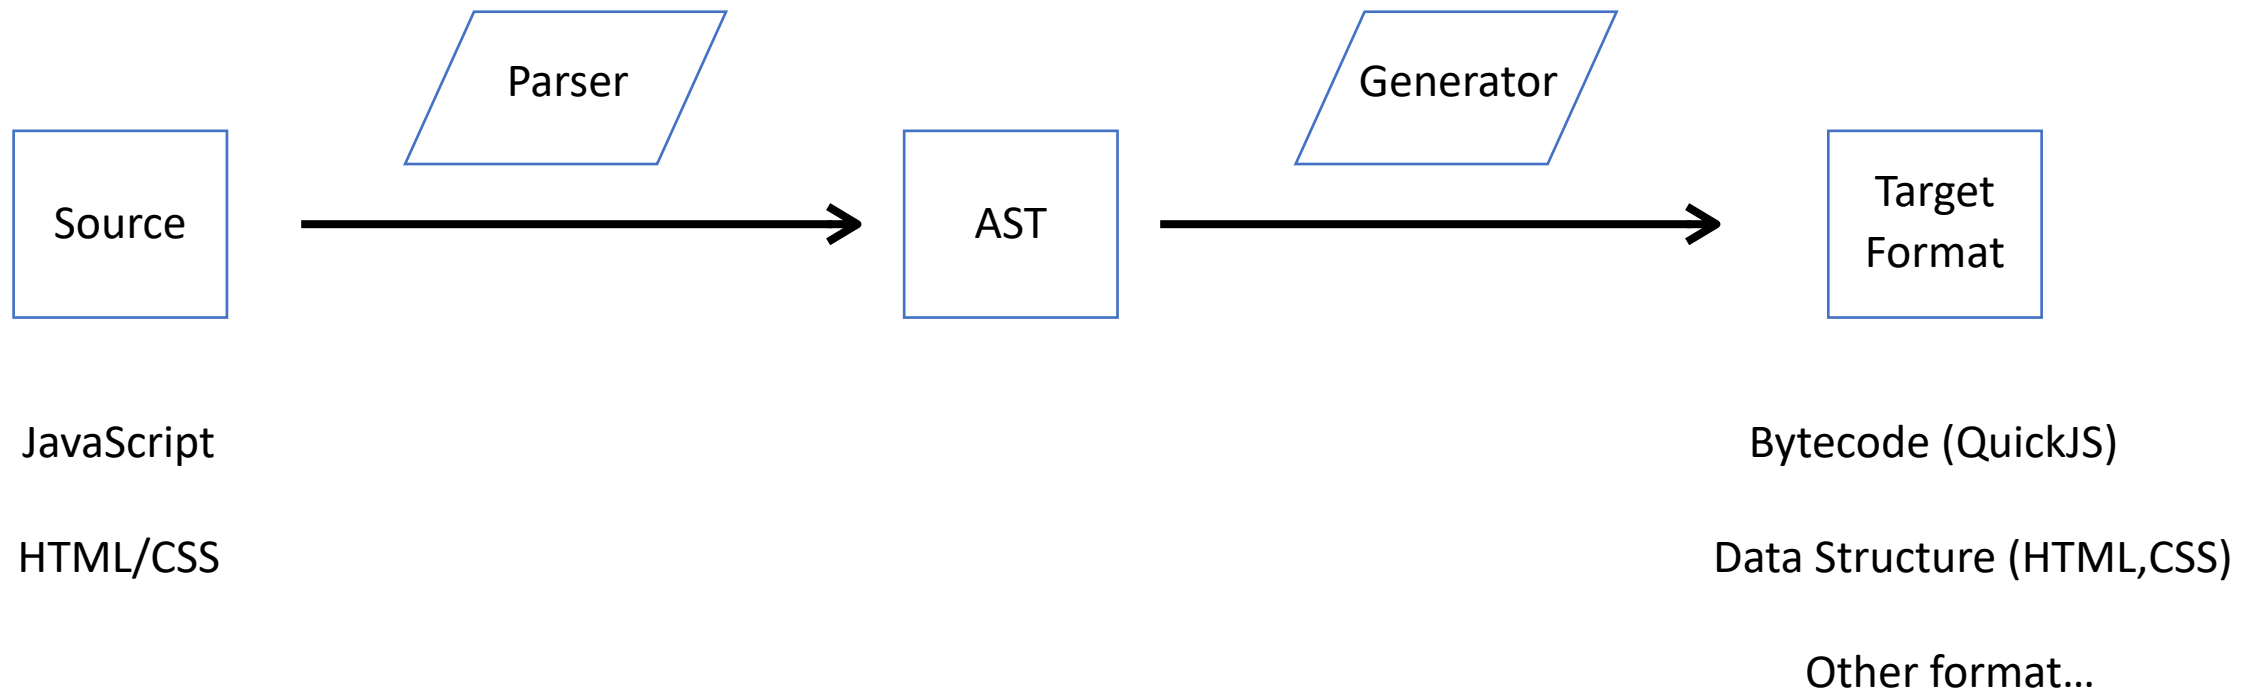 Parser
Generator
Source
AST
Target
Format
JavaScript
Bytecode (QuickJS)
HTML/CSS
Data Structure (HTML,CSS)
Other format...